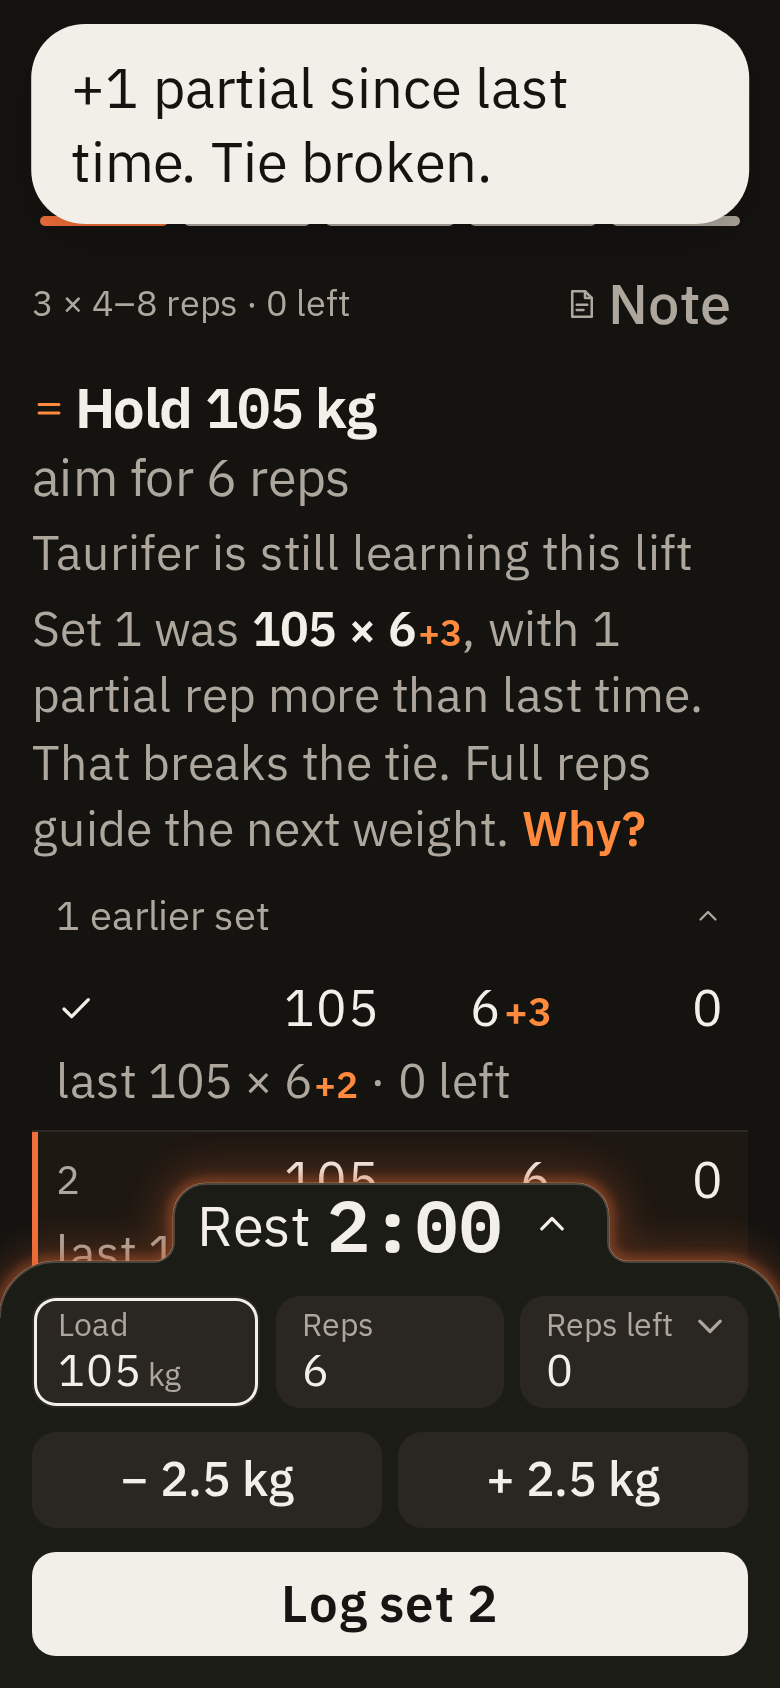 +1 partial since last
time. Tie broken.
3 × 4–8 reps · 0 left
Note
= Hold 105 kg
aim for 6 reps
Taurifer is still learning this lift
Set 1 was 105 × 6+3, with 1
partial rep more than last time.
That breaks the tie. Full reps
guide the next weight. Why?
1 earlier set
105 6+3 0
last 105 × 6+2 · 0 left
2 105 6 0
last 1
Rest 2:00
Load
105 kg
Reps
6
Reps left
0
− 2.5 kg
+ 2.5 kg
Log set 2